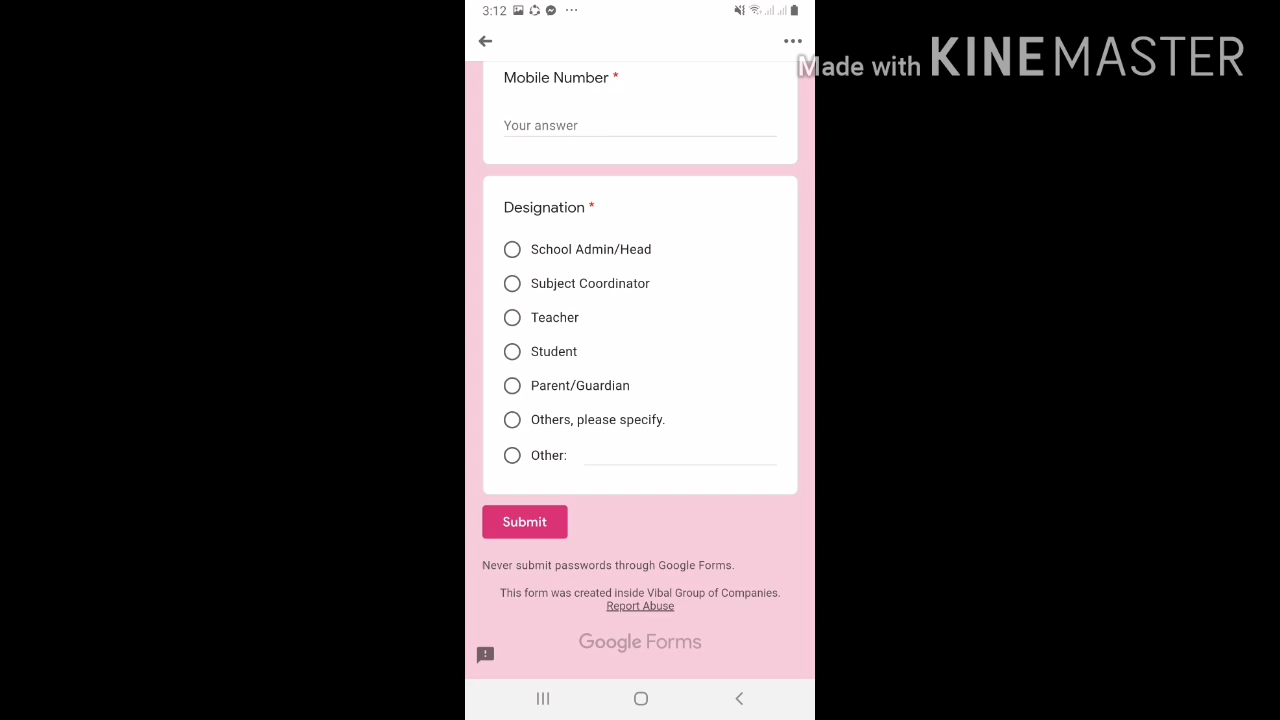 3:12
Made with KINEMASTER
Mobile Number *
Your answer
Designation *
School Admin/Head
Subject Coordinator
Teacher
Student
Parent/Guardian
Others, please specify.
Other:
Submit
Never submit passwords through Google Forms.
This form was created inside Vibal Group of Companies.
Report Abuse
Google Forms